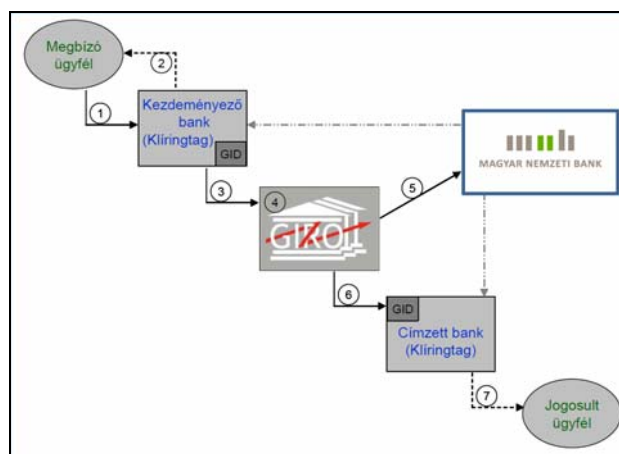 Megbízó
ügyfél
2
1
Kezdeményező
bank
(Klíringtag)
GID
MAGYAR NEMZETI BANK
3
4
5
GIRO
6
GID
Címzett bank
(Klíringtag)
7
Jogosult
ügyfél